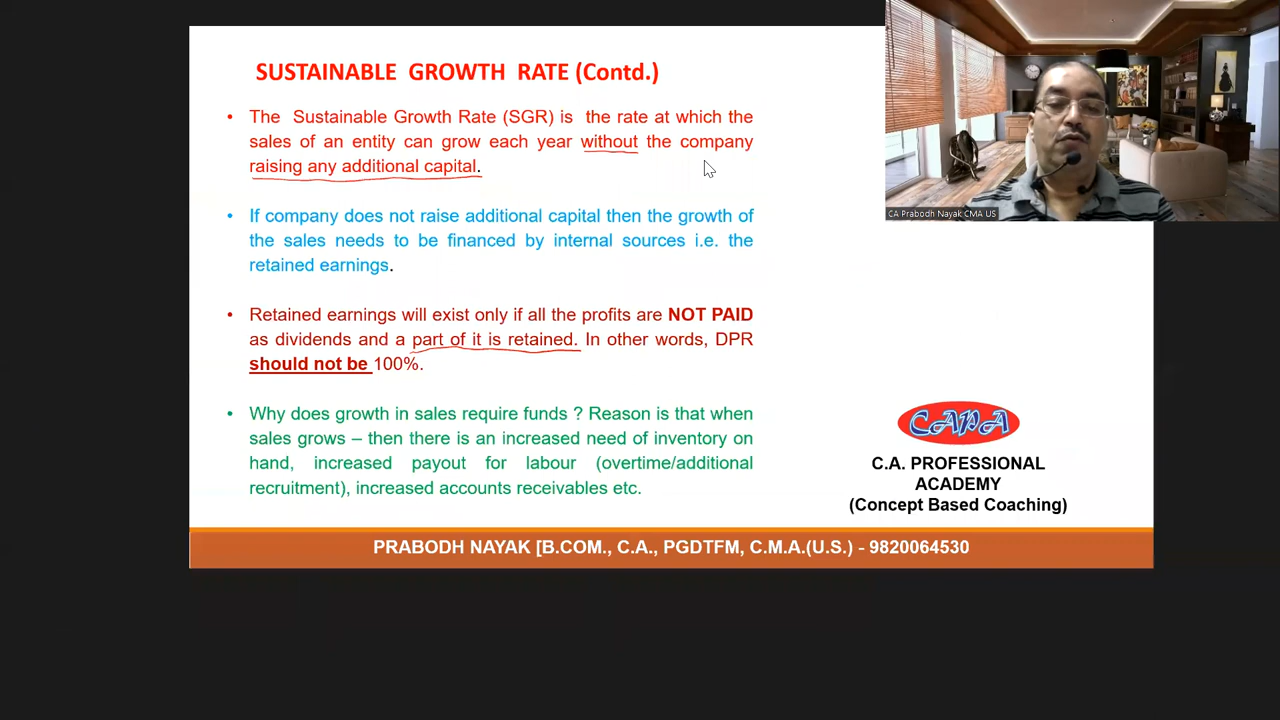 SUSTAINABLE GROWTH RATE (Contd.)
• The Sustainable Growth Rate (SGR) is the rate at which the
sales of an entity can grow each year without the company
raising any additional capital.
• If company does not raise additional capital then the growth of
the sales needs to be financed by internal sources i.e. the
retained earnings.
• Retained earnings will exist only if all the profits are NOT PAID
as dividends and a part of it is retained. In other words, DPR
should not be 100%.
• Why does growth in sales require funds ? Reason is that when
sales grows – then there is an increased need of inventory on
hand, increased payout for labour (overtime/additional
recruitment), increased accounts receivables etc.
CA Prabodh Nayak CMA US
CAPA
C.A. PROFESSIONAL
ACADEMY
(Concept Based Coaching)
PRABODH NAYAK [B.COM., C.A., PGDTFM, C.M.A.(U.S.) - 9820064530